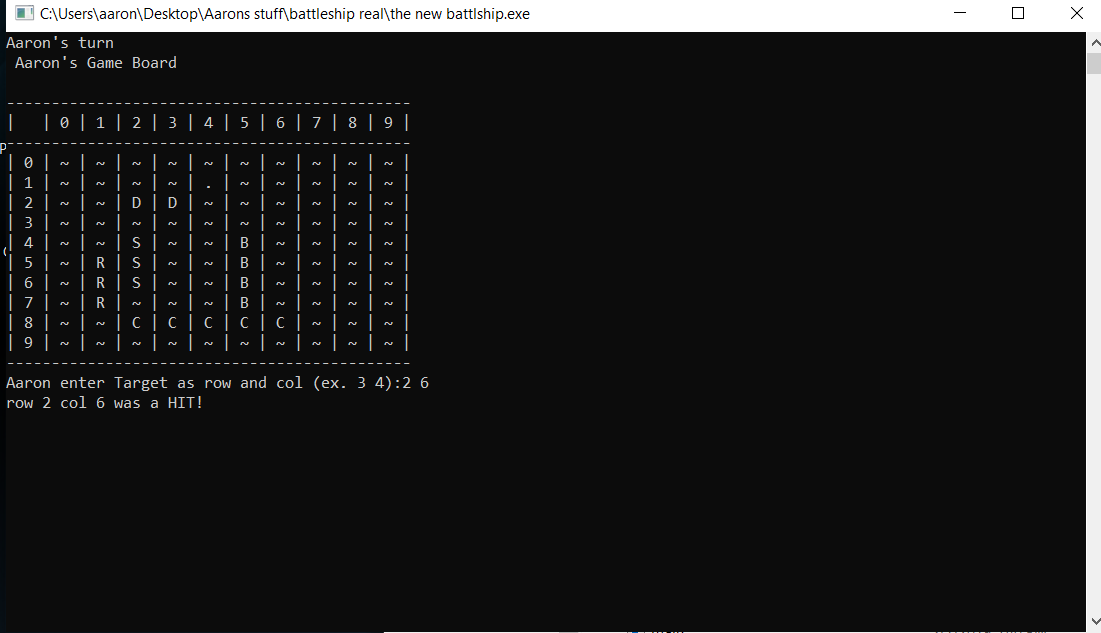 C:\Users\aaron\Desktop\Aarons stuff\battleship real\the new battlship.exe
Aaron's turn
Aaron's Game Board
---------------------------------------------
|   | 0 | 1 | 2 | 3 | 4 | 5 | 6 | 7 | 8 | 9 |
---------------------------------------------
| 0 | ~ | ~ | ~ | ~ | ~ | ~ | ~ | ~ | ~ | ~ |
| 1 | ~ | ~ | ~ | ~ | . | ~ | ~ | ~ | ~ | ~ |
| 2 | ~ | ~ | D | D | ~ | ~ | ~ | ~ | ~ | ~ |
| 3 | ~ | ~ | ~ | ~ | ~ | ~ | ~ | ~ | ~ | ~ |
| 4 | ~ | ~ | S | ~ | ~ | B | ~ | ~ | ~ | ~ |
| 5 | ~ | R | S | ~ | ~ | B | ~ | ~ | ~ | ~ |
| 6 | ~ | R | S | ~ | ~ | B | ~ | ~ | ~ | ~ |
| 7 | ~ | R | ~ | ~ | ~ | B | ~ | ~ | ~ | ~ |
| 8 | ~ | ~ | C | C | C | C | C | ~ | ~ | ~ |
| 9 | ~ | ~ | ~ | ~ | ~ | ~ | ~ | ~ | ~ | ~ |
---------------------------------------------
Aaron enter Target as row and col (ex. 3 4):2 6
row 2 col 6 was a HIT!